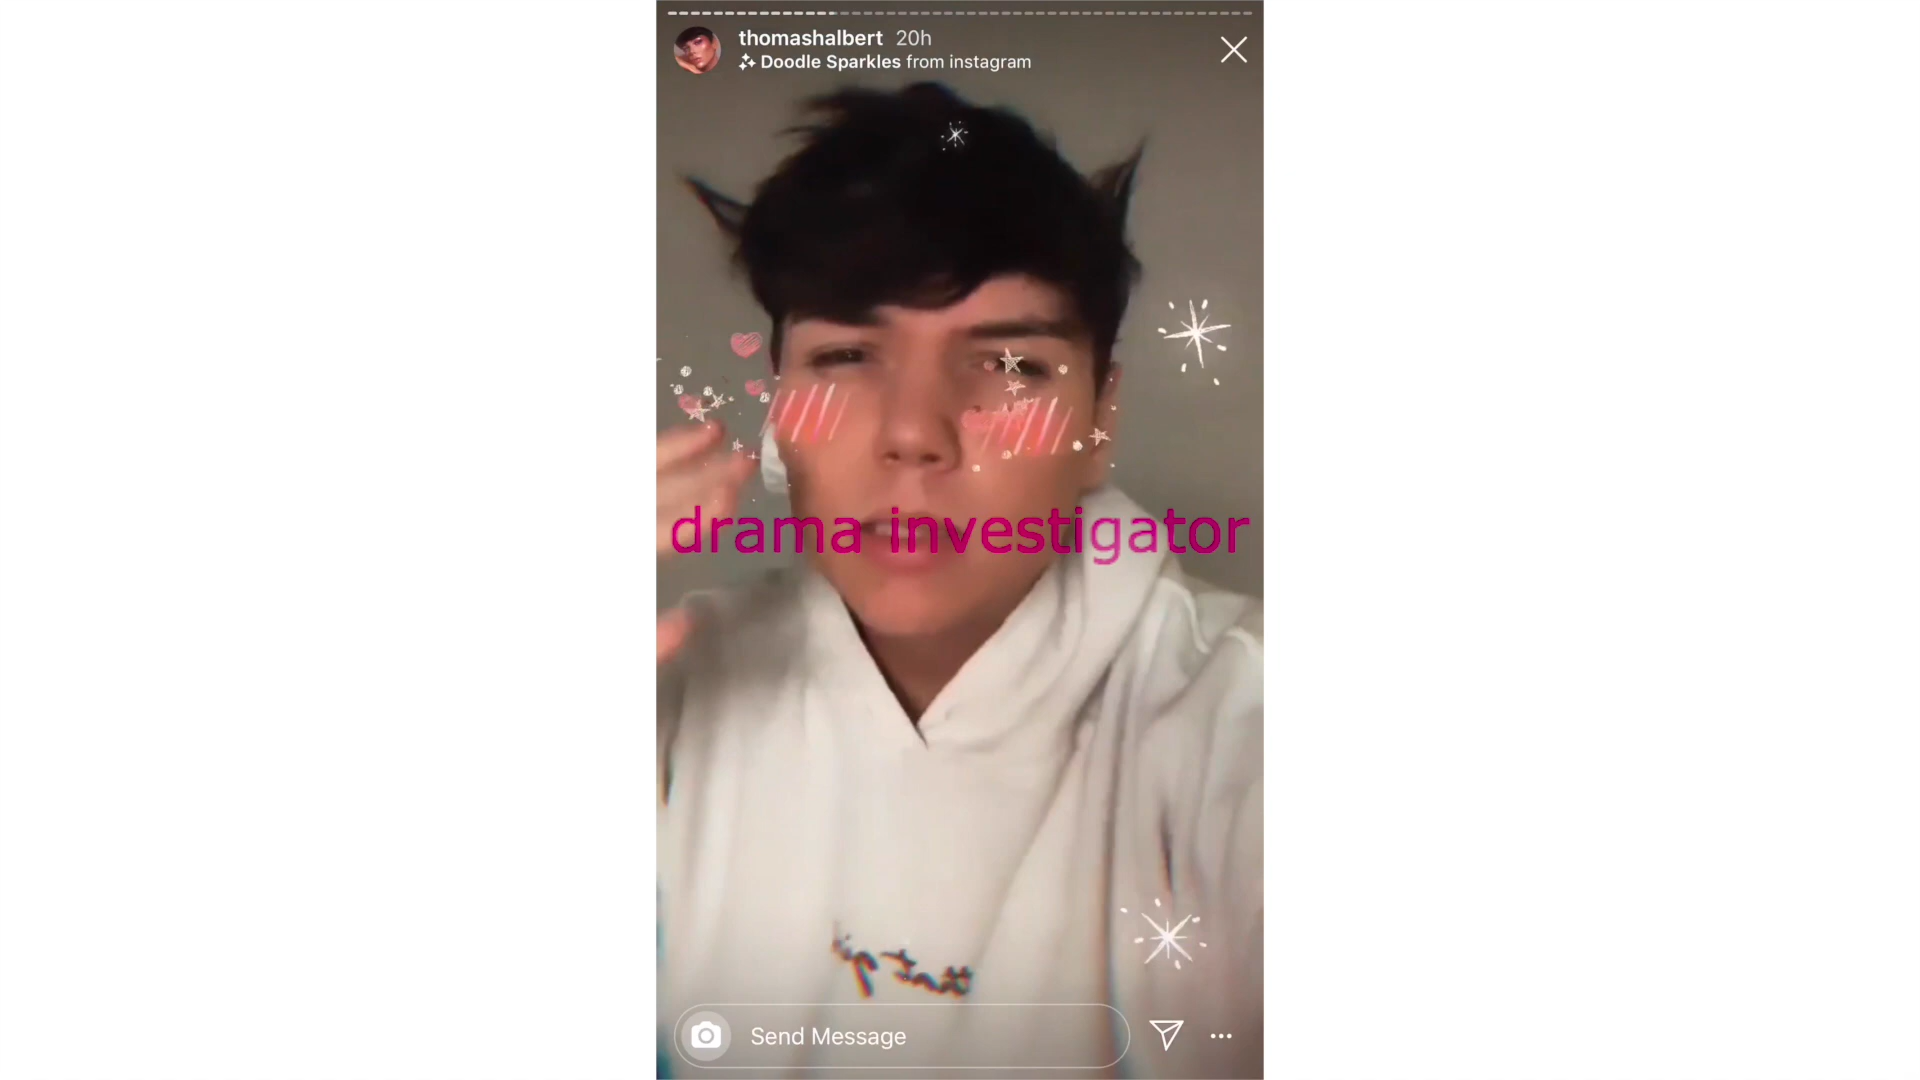 thomashalbert 20h
Doodle Sparkles from instagram
drama investigator
Send Message